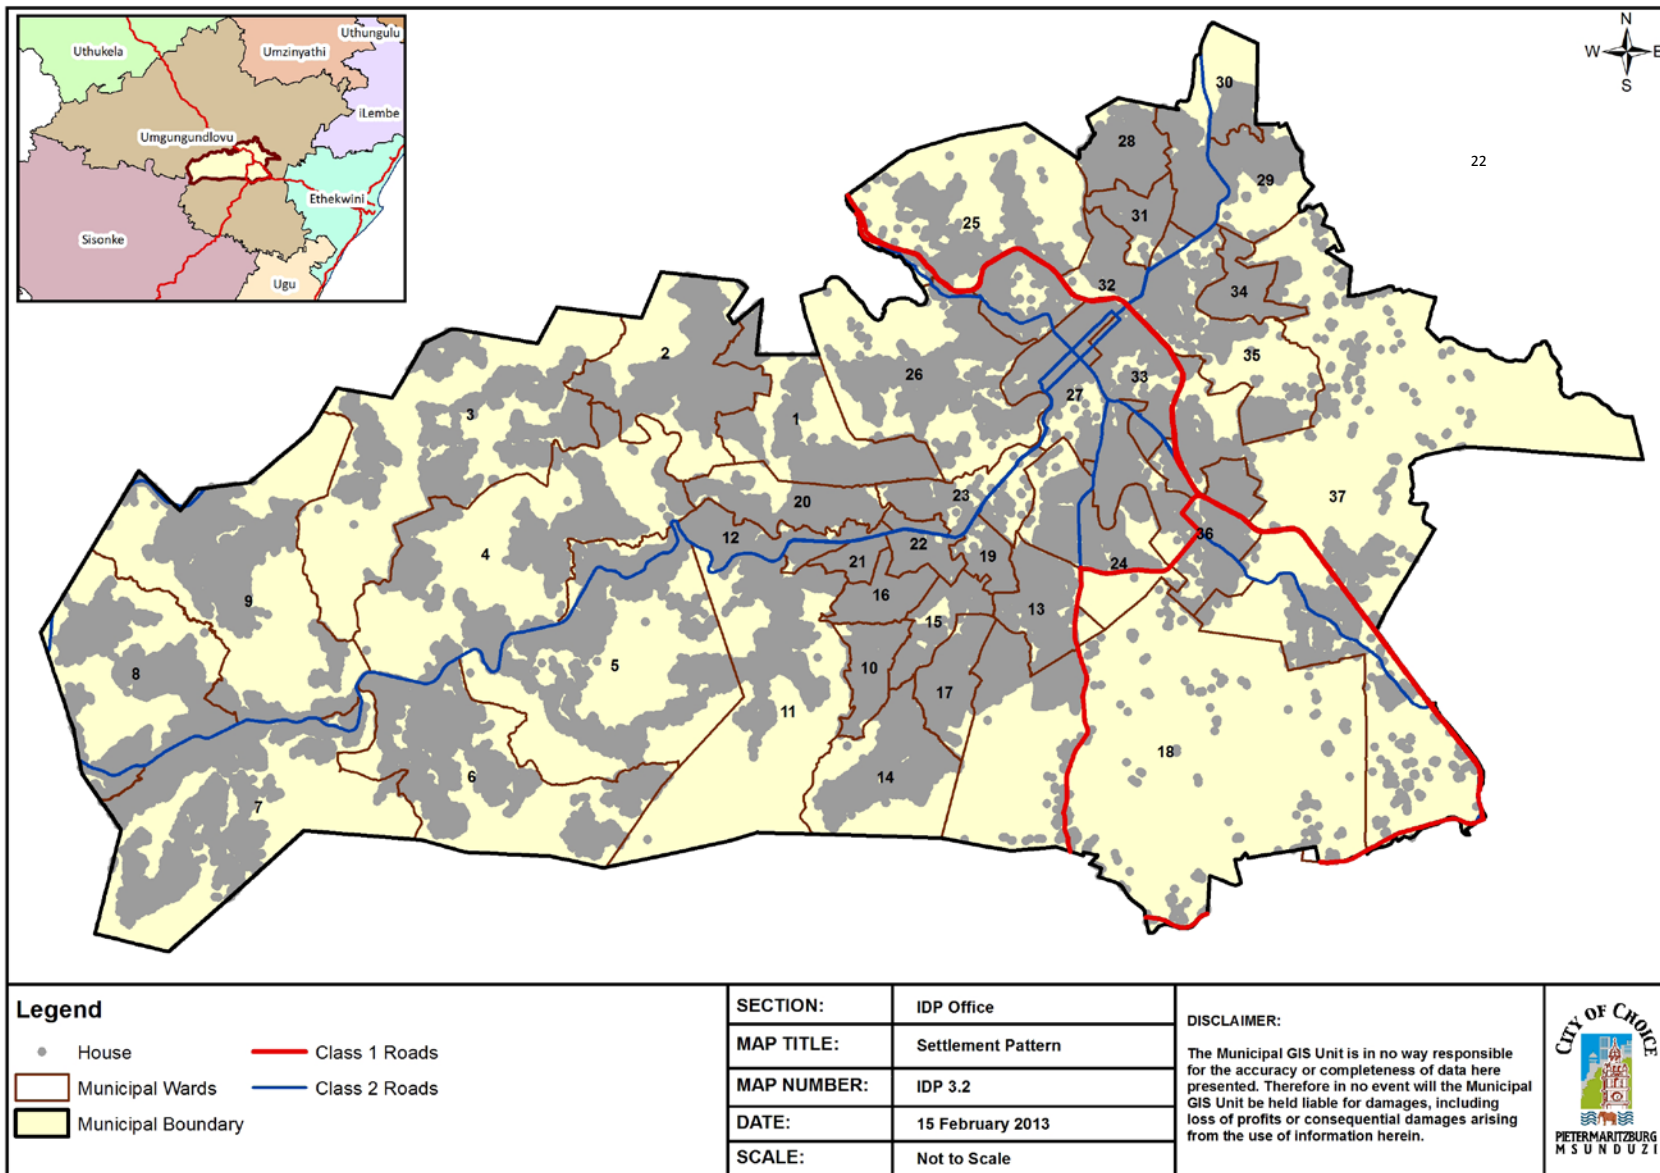 Uthukela
Umzinyathi
Uthungulu
iLembe
Umgungundlovu
Ethekwini
Sisonke
Ugu
N
W E
S
22
30
28
29
31
25
32
34
35
2
26
33
27
3
1
37
20
23
36
12
22
19
24
4
21
16
13
9
15
5
10
8
17
11
18
14
6
7
Legend
House
Municipal Wards
Municipal Boundary
Class 1 Roads
Class 2 Roads
SECTION: IDP Office
MAP TITLE: Settlement Pattern
MAP NUMBER: IDP 3.2
DATE: 15 February 2013
SCALE: Not to Scale
DISCLAIMER:
The Municipal GIS Unit is in no way responsible
for the accuracy or completeness of data here
presented. Therefore in no event will the Municipal
GIS Unit be held liable for damages, including
loss of profits or consequential damages arising
from the use of information herein.
CITY OF CHOICE
PIETERMARITZBURG
MSUNDUZI